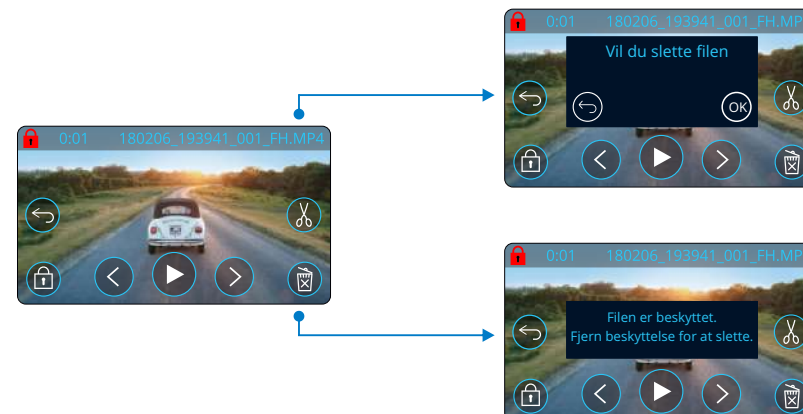 0:01 180206_193941_001_FH.MP4
0:01 180206_193941_001_FH.MP
Vil du slette filen
OK
0:01 180206_193941_001_FH.MP
Filen er beskyttet.
Fjern beskyttelse for at slette.